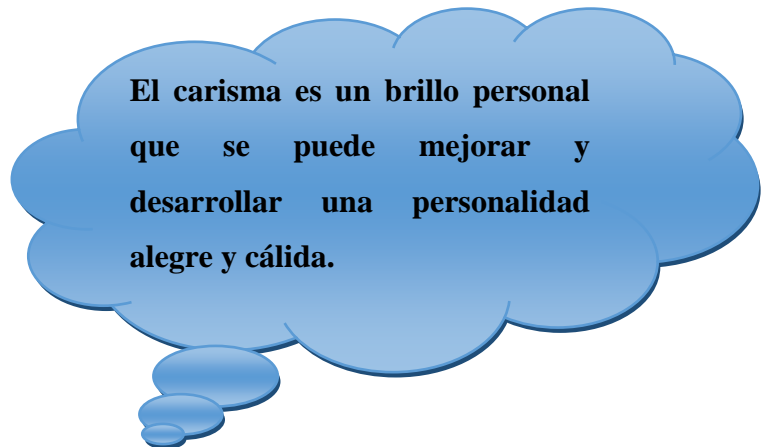 El carisma es un brillo personal
que se puede mejorar y
desarrollar una personalidad
alegre y cálida.